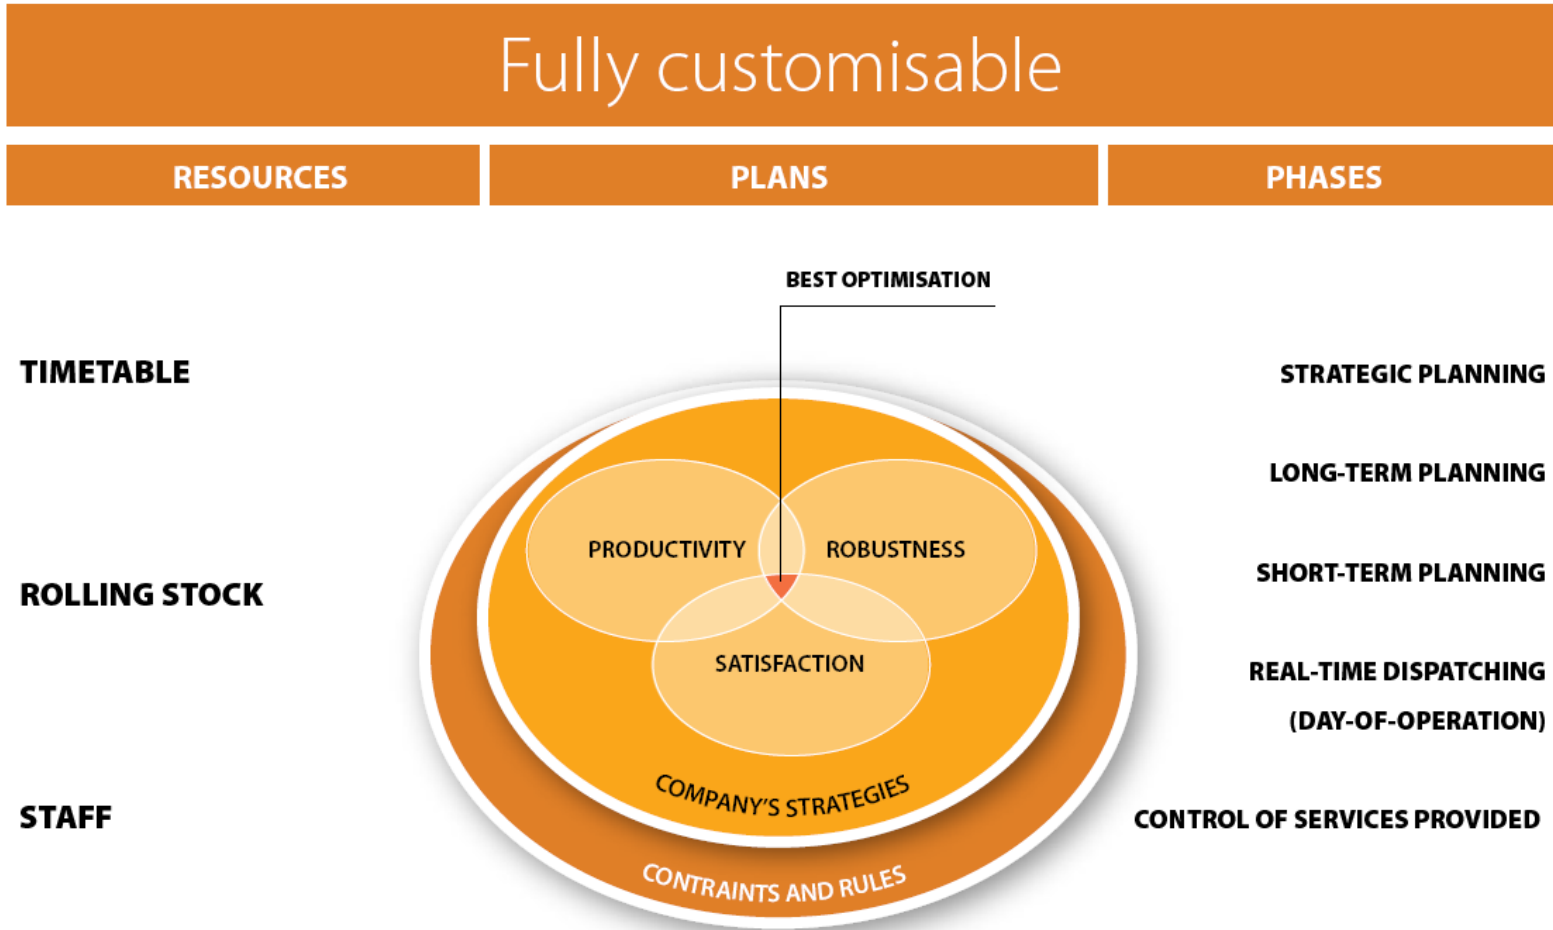 Fully customisable
RESOURCES
PLANS
PHASES
BEST OPTIMISATION
TIMETABLE
ROLLING STOCK
STAFF
PRODUCTIVITY
ROBUSTNESS
SATISFACTION
COMPANY'S STRATEGIES
CONTRAINTS AND RULES
STRATEGIC PLANNING
LONG-TERM PLANNING
SHORT-TERM PLANNING
REAL-TIME DISPATCHING
(DAY-OF-OPERATION)
CONTROL OF SERVICES PROVIDED